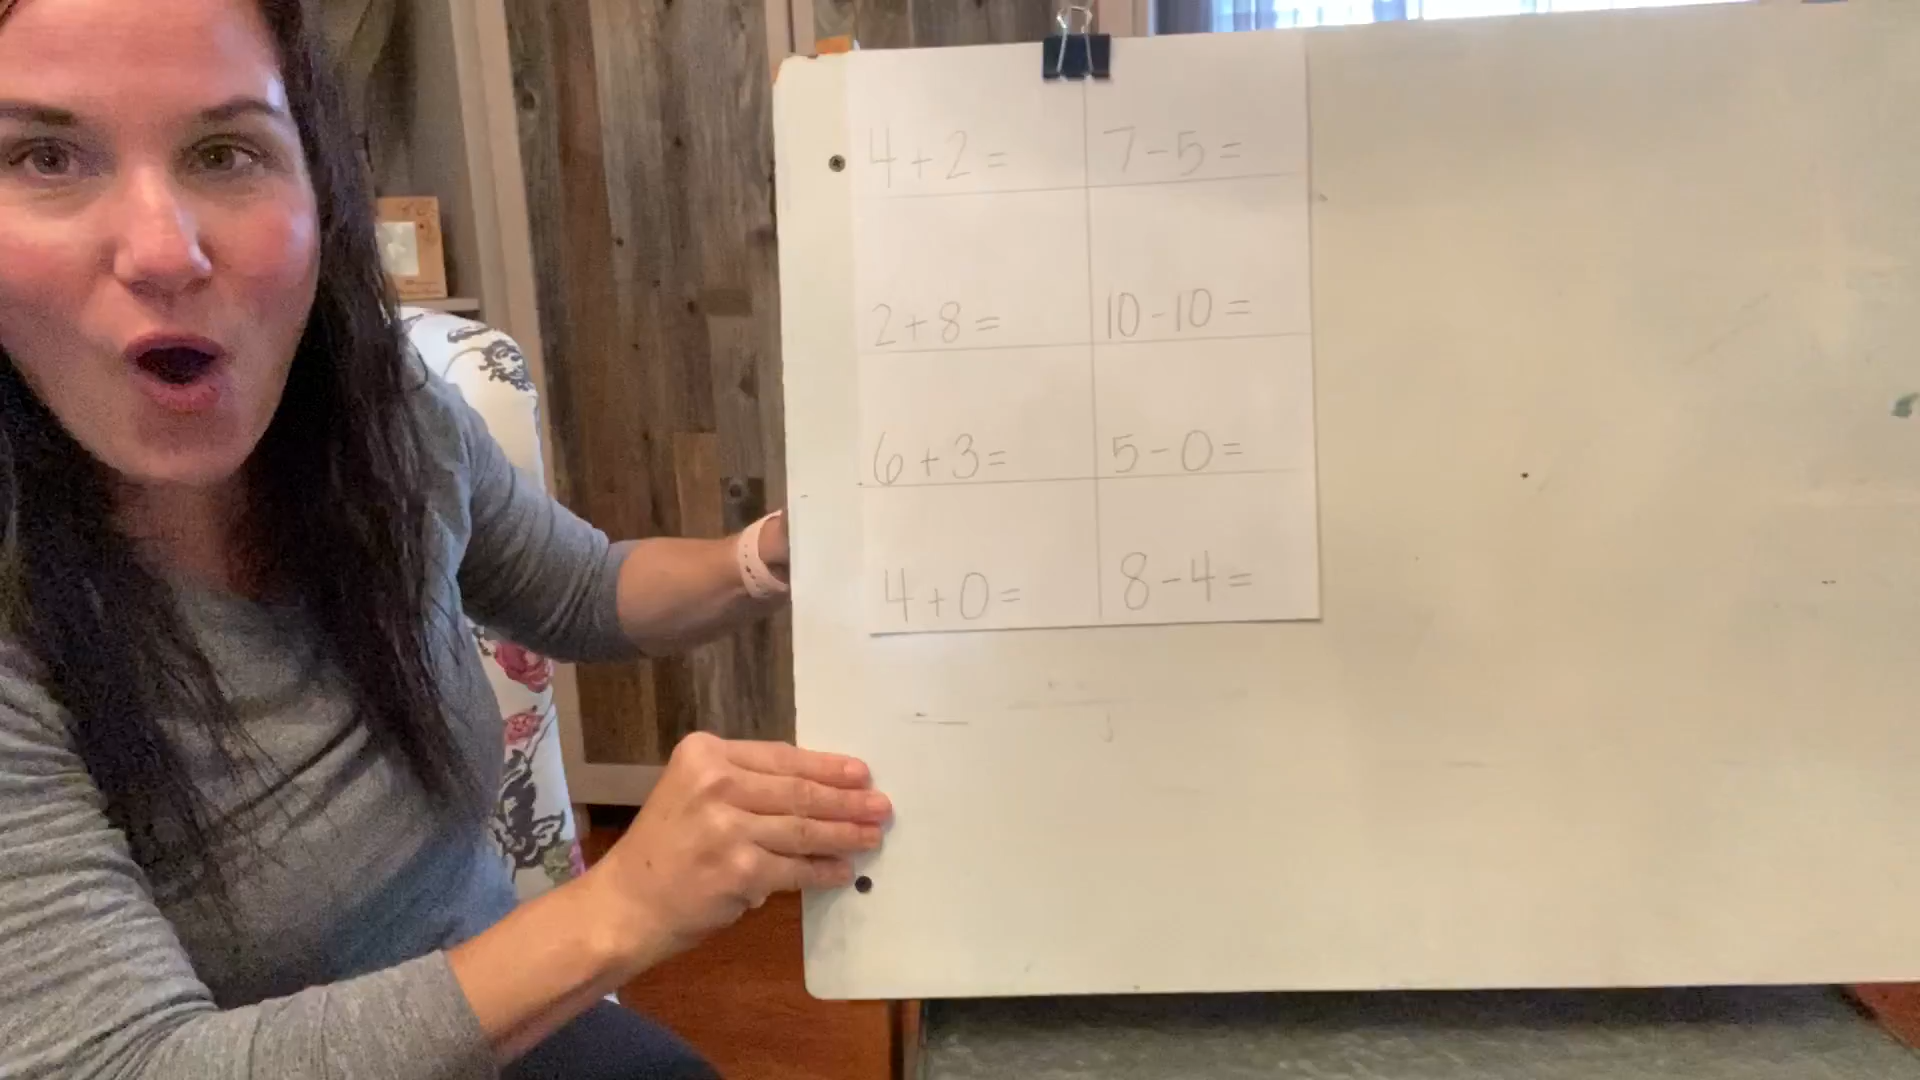 4+2= 7-5=
2+8= 10-10=
6+3= 5-0=
4+0= 8-4=